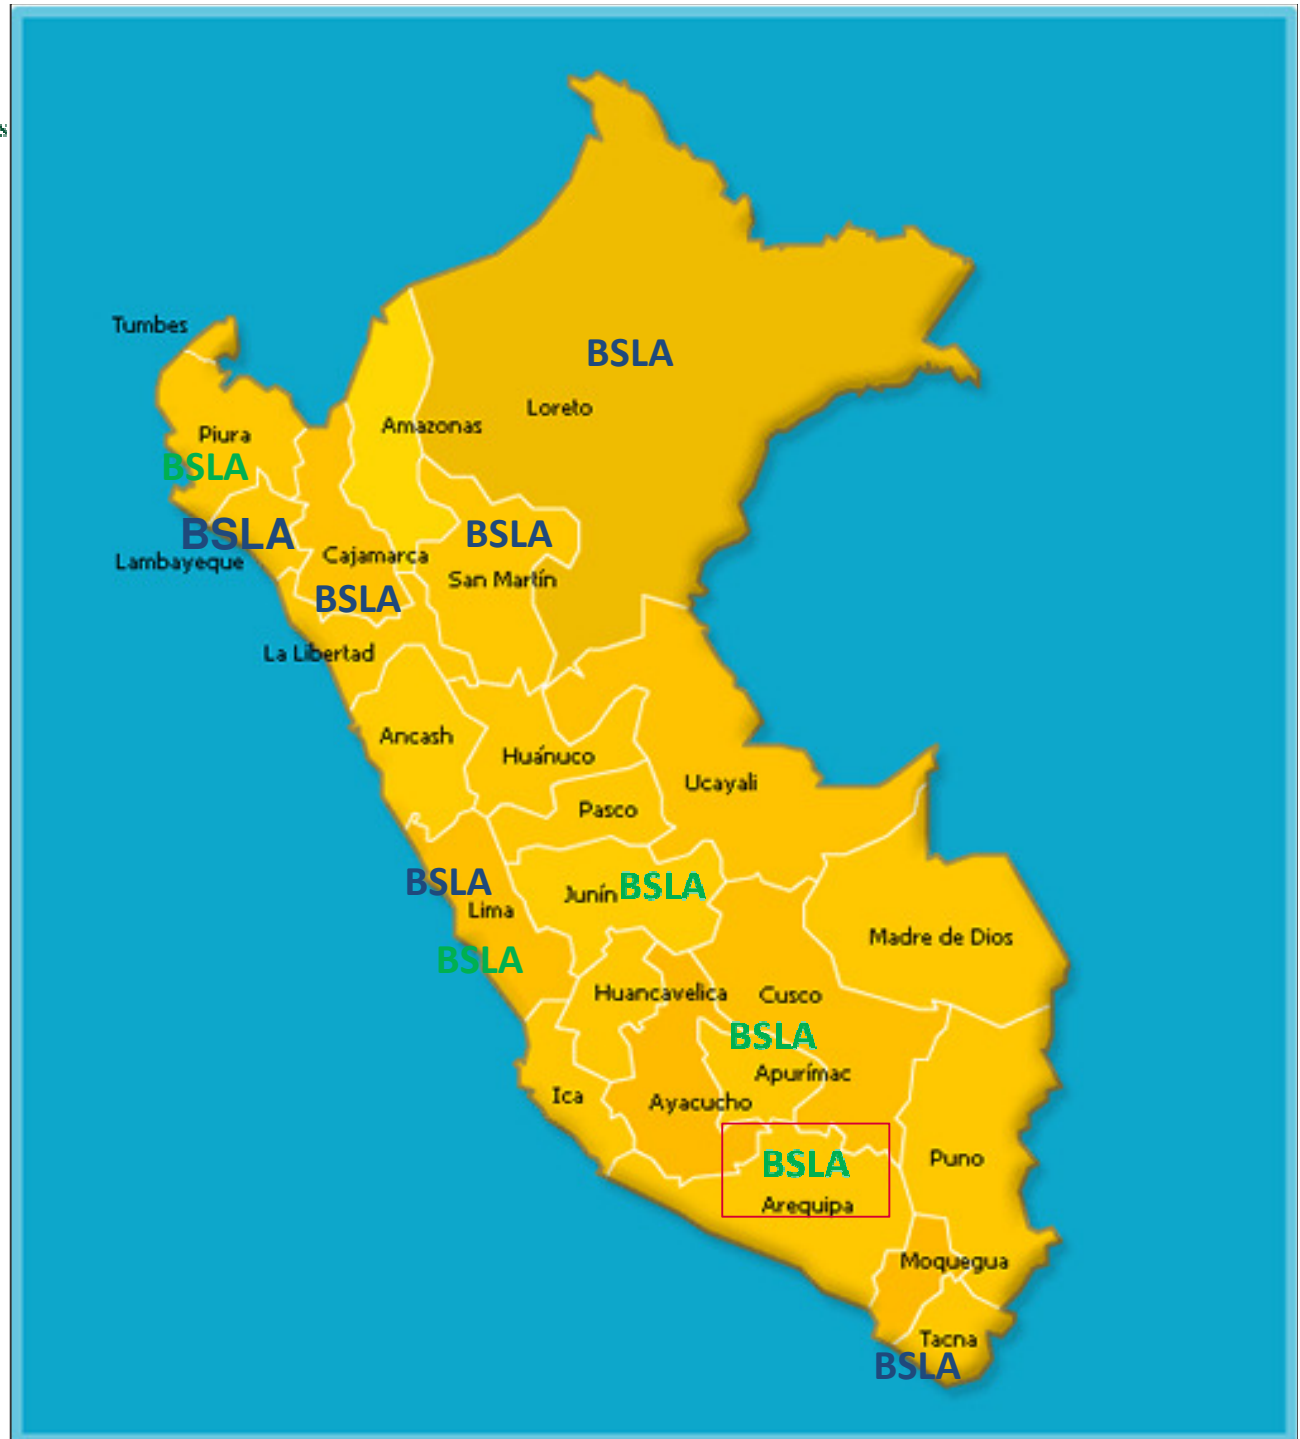 s
Tumbes
BSLA
Loreto
Amazonas
Piura
BSLA
BSLA
BSLA
Cajamarca
Lambayeque
San Martín
BSLA
La Libertad
Ancash
Huánuco
Ucayali
Pasco
BSLA
Junín BSLA
Lima
Madre de Dios
BSLA
Huancavelica
Cusco
BSLA
Apurímac
Ica
Ayacucho
Puno
BSLA
Arequipa
Moquegua
Tacna
BSLA